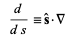 d/ds ≡ ŝ·∇